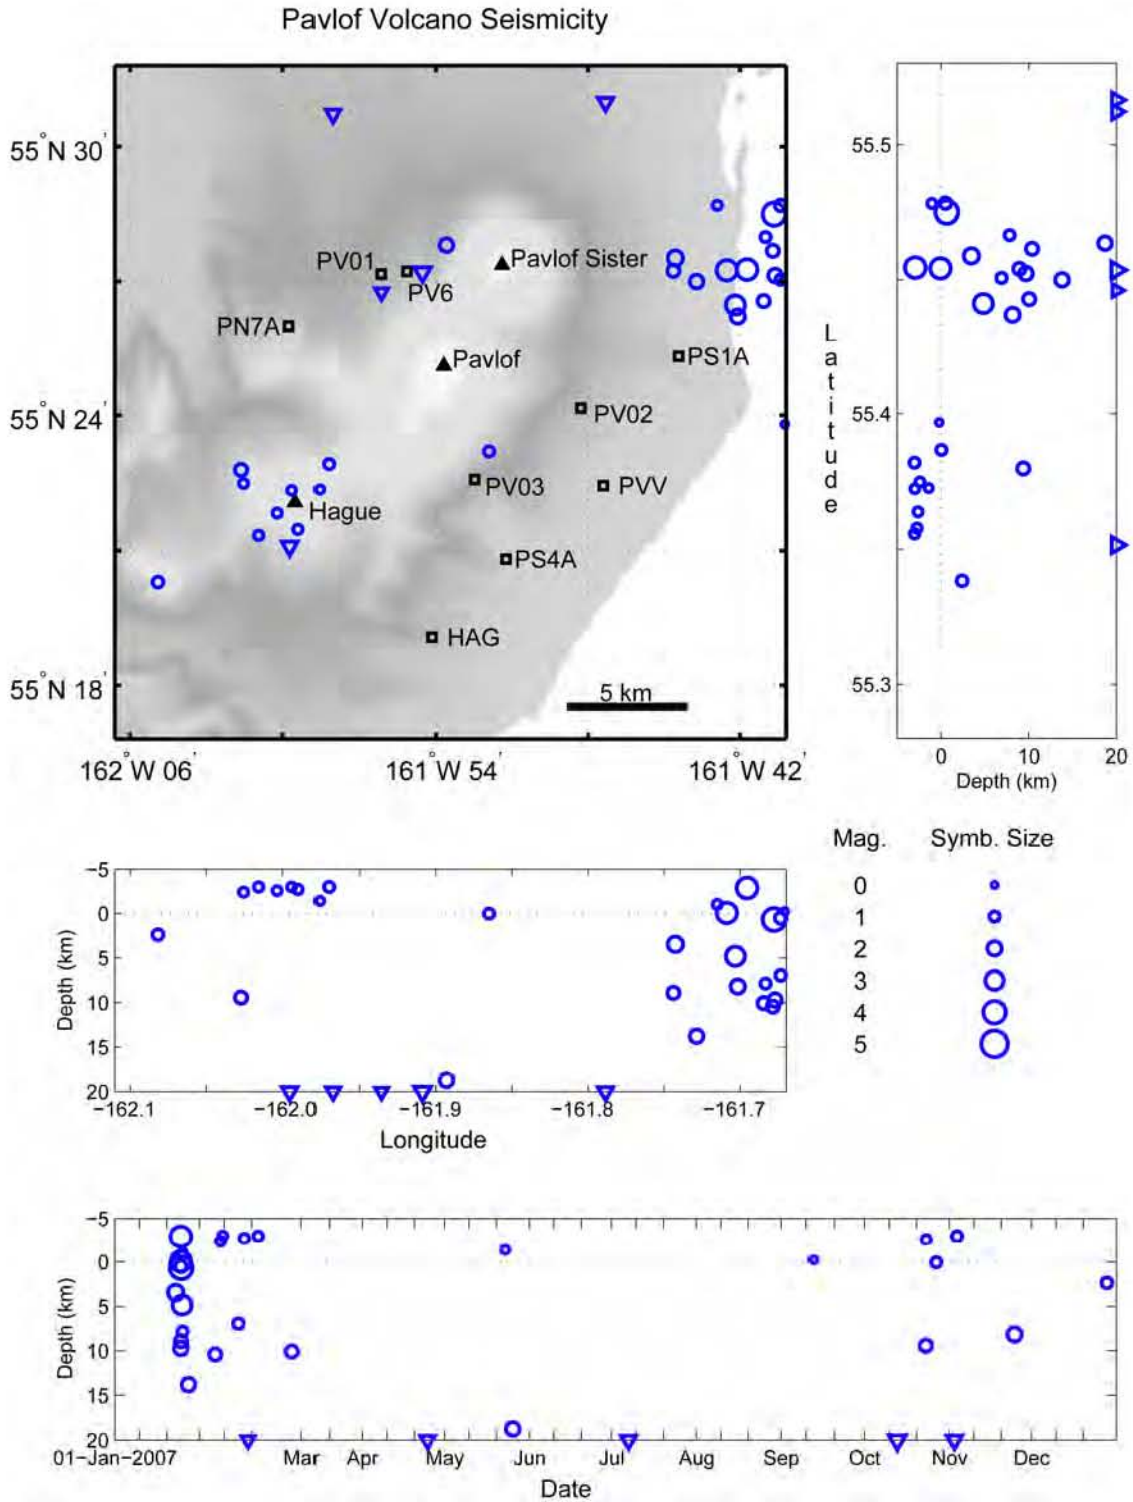 Pavlof Volcano Seismicity
55°N 30'
55°N 24'
55°N 18'
162°W 06'
161°W 54'
161°W 42'
PV01
PV6
Pavlof Sister
PN7A
Pavlof
PS1A
PV02
PV03
PVV
Hague
PS4A
HAG
5 km
Latitude
55.5
55.4
55.3
0 10 20
Depth (km)
Mag. Symb. Size
0
1
2
3
4
5
−5
0
5
10
15
20
Depth (km)
−162.1 −162.0 −161.9 −161.8 −161.7
Longitude
−5
0
5
10
15
20
Depth (km)
01−Jan−2007 Mar Apr May Jun Jul Aug Sep Oct Nov Dec
Date